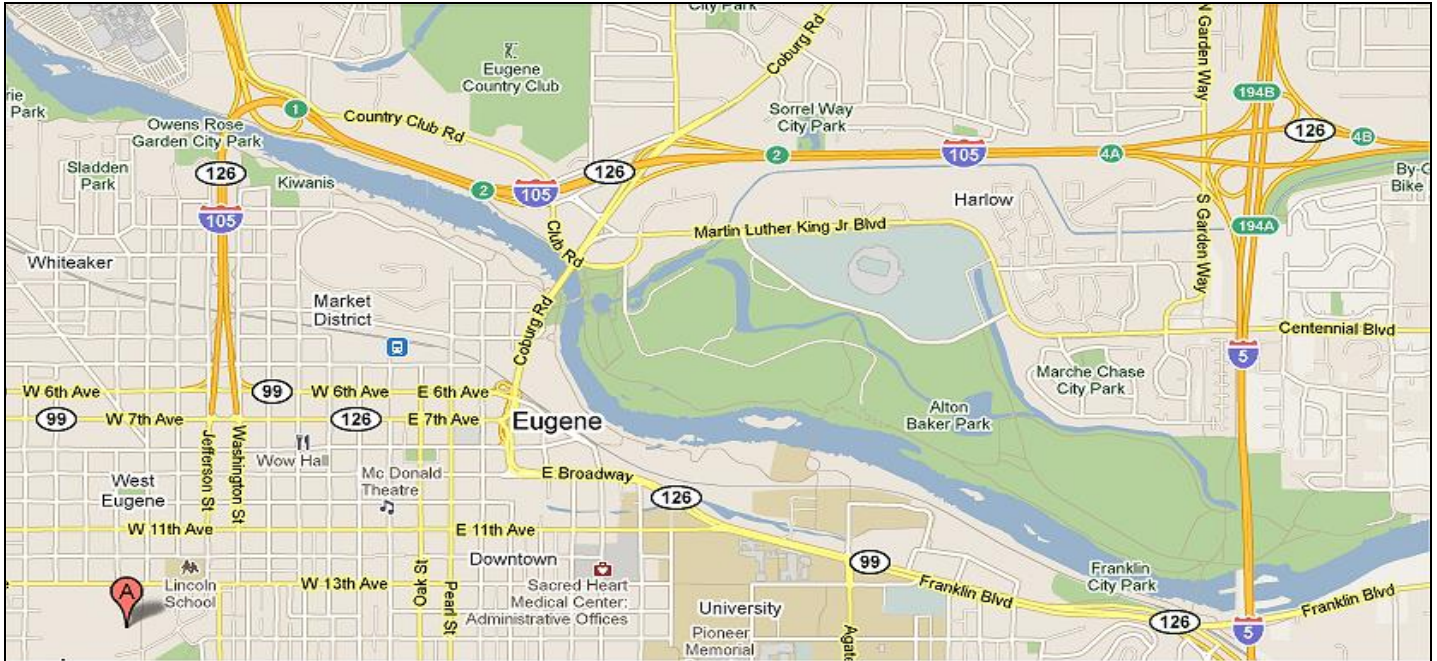 City Park
N Garden Way
Coburg Rd
Eugene
Country Club
194B
rie
Park
1
Country Club Rd
Sorrel Way
City Park
126
4B
Owens Rose
Garden City Park
2
105
4A
Sladden
Park
126
Kiwanis
126
By-G
Bike
2
105
Harlow
S Garden Way
105
Club Rd
Martin Luther King Jr Blvd
194A
Whiteaker
Market
District
Coburg Rd
Centennial Blvd
5
Marche Chase
City Park
W 6th Ave
99
W 6th Ave
E 6th Ave
99
W 7th Ave
126
E 7th Ave
Eugene
Alton
Baker Park
Jefferson St
Washington St
Wow Hall
Mc Donald
Theatre
E Broadway
West
Eugene
126
W 11th Ave
E 11th Ave
Downtown
99
Franklin
City Park
Lincoln
School
W 13th Ave
Oak St
Pearl St
Sacred Heart
Medical Center:
Administrative Offices
Franklin Blvd
Franklin Blvd
A
University
126
5
Pioneer
Memorial
Agate